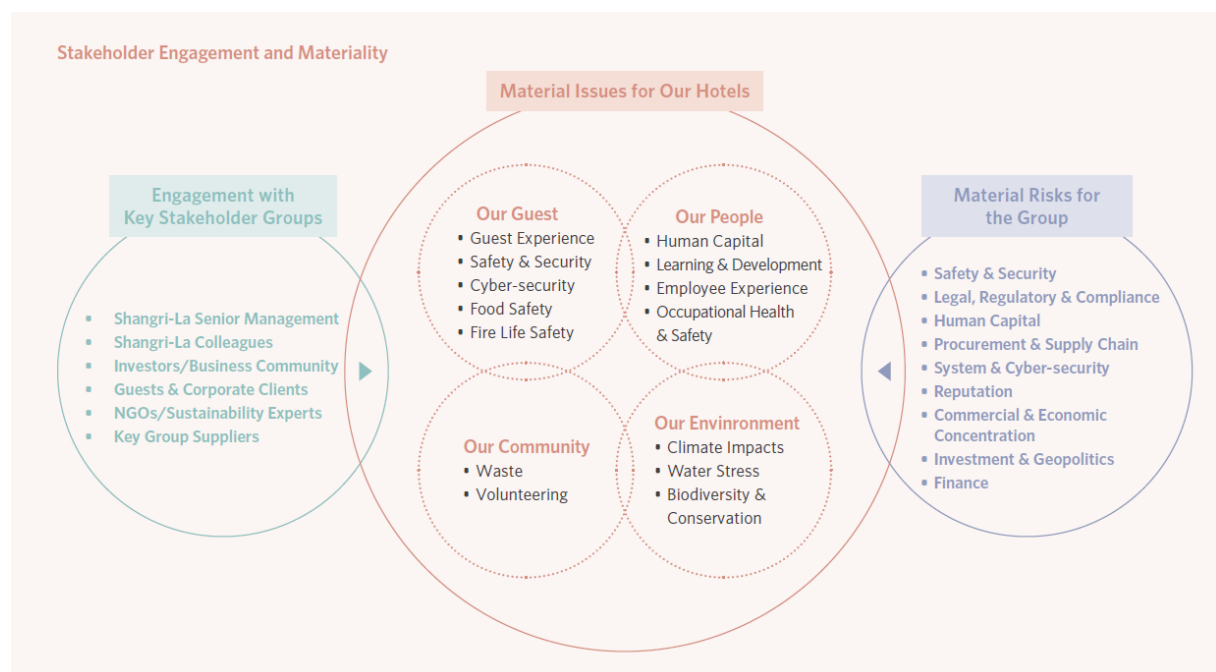 Stakeholder Engagement and Materiality
Material Issues for Our Hotels
Engagement with
Key Stakeholder Groups
▪ Shangri-La Senior Management
▪ Shangri-La Colleagues
▪ Investors/Business Community
▪ Guests & Corporate Clients
▪ NGOs/Sustainability Experts
▪ Key Group Suppliers
Our Guest
▪ Guest Experience
▪ Safety & Security
▪ Cyber-security
▪ Food Safety
▪ Fire Life Safety
Our People
▪ Human Capital
▪ Learning & Development
▪ Employee Experience
▪ Occupational Health
& Safety
Our Community
▪ Waste
▪ Volunteering
Our Envinronment
▪ Climate Impacts
▪ Water Stress
▪ Biodiversity &
Conservation
Material Risks for
the Group
▪ Safety & Security
▪ Legal, Regulatory & Compliance
▪ Human Capital
▪ Procurement & Supply Chain
▪ System & Cyber-security
▪ Reputation
▪ Commercial & Economic
Concentration
▪ Investment & Geopolitics
▪ Finance